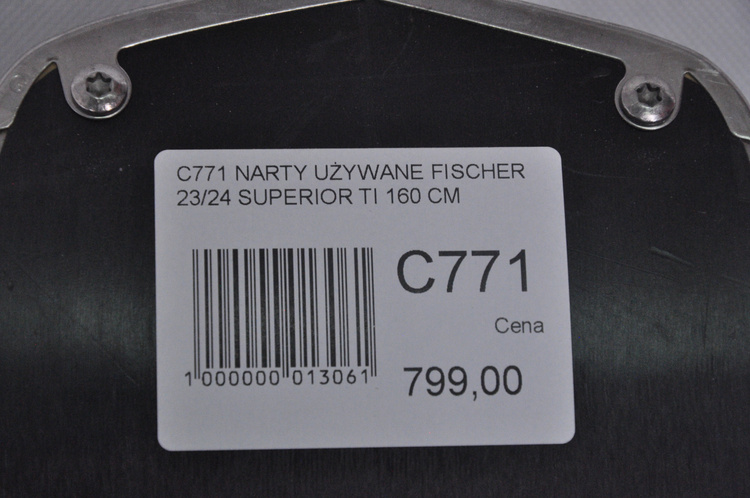 C771 NARTY UŻYWANE FISCHER
23/24 SUPERIOR TI 160 CM
C771
Cena
799,00
1 000000 013061